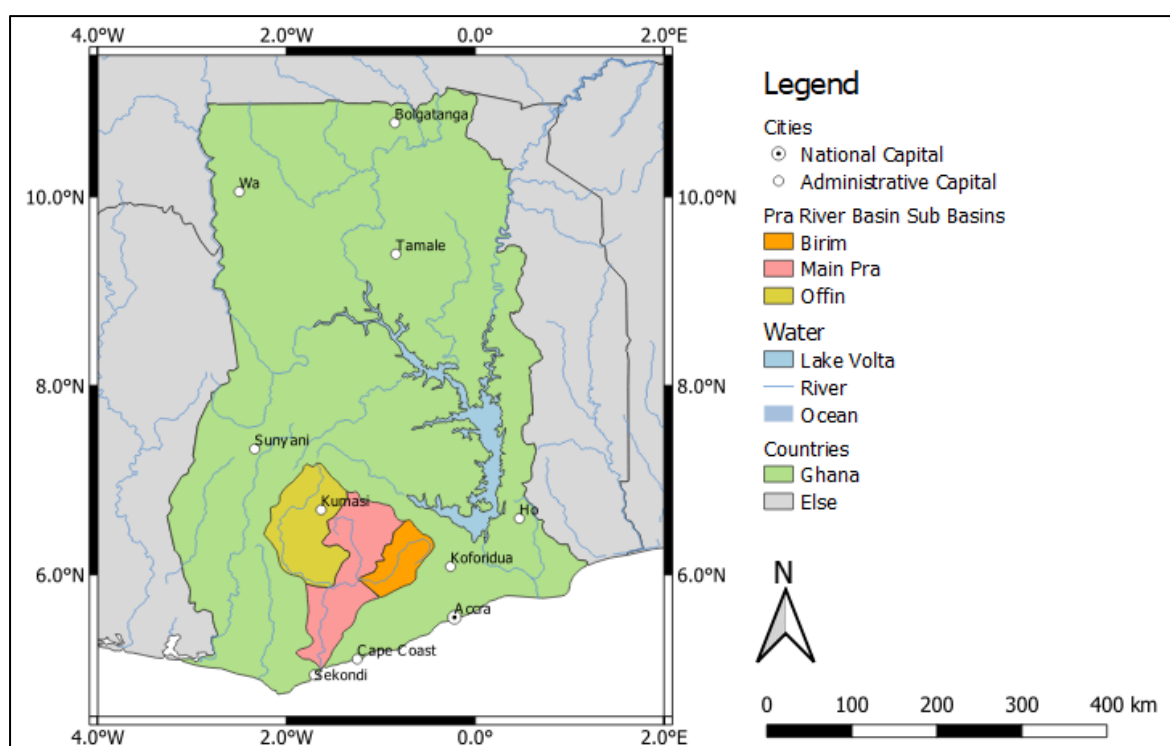 4.0°W 2.0°W 0.0° 2.0°E
Bolgatanga
Wa
10.0°N 10.0°N
Tamale
8.0°N 8.0°N
Sunyani
Kumasi
Ho
Koforidua
6.0°N 6.0°N
Accra
Cape Coast
Sekondi
4.0°W 2.0°W 0.0° 2.0°E
Legend
Cities
National Capital
Administrative Capital
Pra River Basin Sub Basins
Birim
Main Pra
Offin
Water
Lake Volta
River
Ocean
Countries
Ghana
Else
N
0 100 200 300 400 km